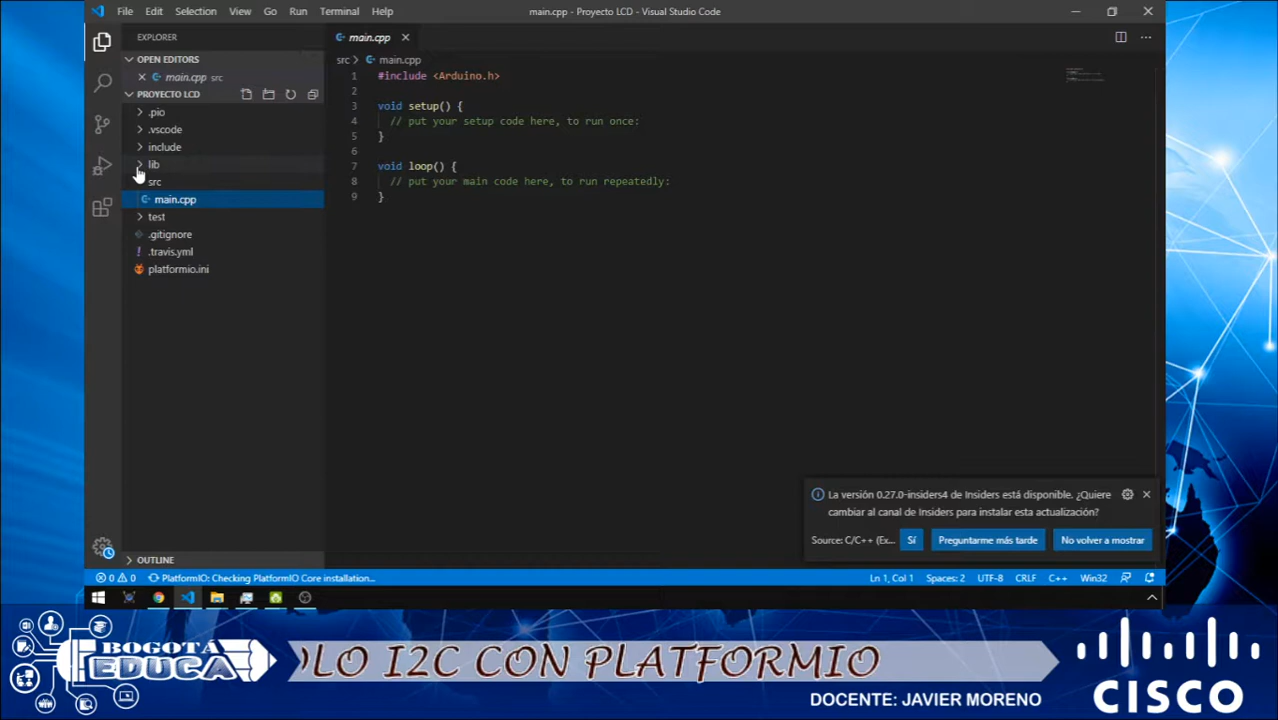 File Edit Selection View Go Run Terminal Help
main.cpp - Proyecto LCD - Visual Studio Code
EXPLORER
OPEN EDITORS
main.cpp src
PROYECTO LCD
.pio
.vscode
include
lib
src
main.cpp
test
.gitignore
.travis.yml
platformio.ini
OUTLINE
main.cpp
src > main.cpp
1 #include <Arduino.h>
2
3 void setup() {
4 // put your setup code here, to run once:
5 }
6
7 void loop() {
8 // put your main code here, to run repeatedly:
9 }
La versión 0.27.0-insiders4 de Insiders está disponible. ¿Quiere
cambiar al canal de Insiders para instalar esta actualización?
Source: C/C++ (Ex...
Sí
Preguntarme más tarde
No volver a mostrar
0 0 PlatformIO: Checking PlatformIO Core installation...
Ln 1, Col 1 Spaces: 2 UTF-8 CRLF C++ Win32
BOGOTÁ
EDUCA
OLO I2C CON PLATFORMIO
DOCENTE: JAVIER MORENO
CISCO